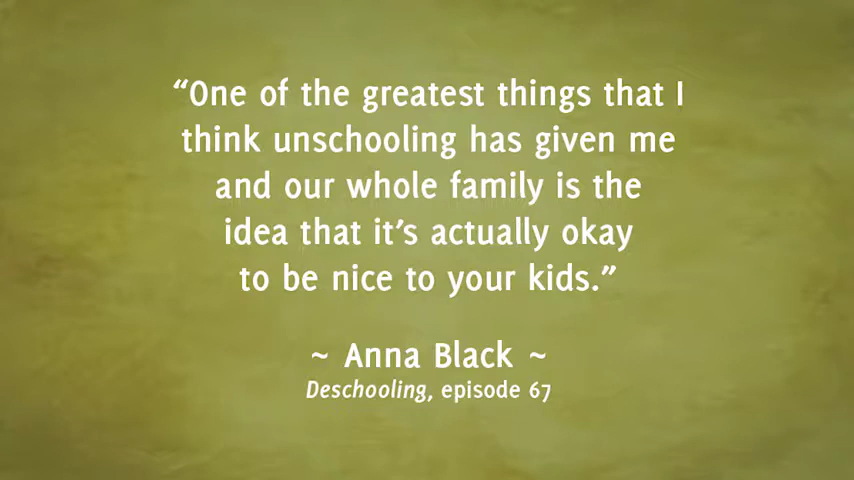 “One of the greatest things that I
think unschooling has given me
and our whole family is the
idea that it’s actually okay
to be nice to your kids.”
~ Anna Black ~
Deschooling, episode 67